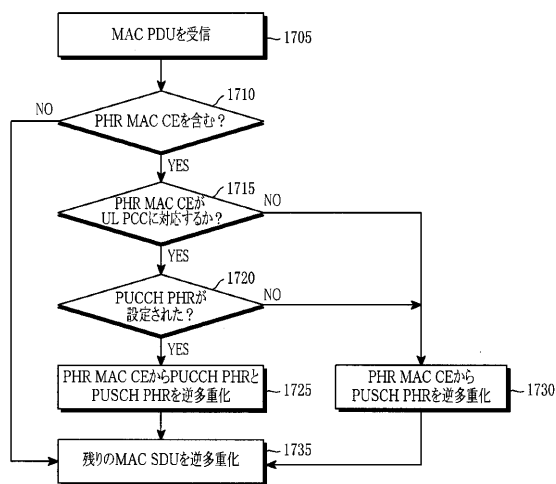 MAC PDUを受信
1705
1710
NO
PHR MAC CEを含む？
YES
1715
PHR MAC CEが
UL PCCに対応するか？
NO
YES
1720
PUCCH PHRが
設定された？
NO
YES
PHR MAC CEからPUCCH PHRと
PUSCH PHRを逆多重化
1725
PHR MAC CEから
PUSCH PHRを逆多重化
1730
残りのMAC SDUを逆多重化
1735